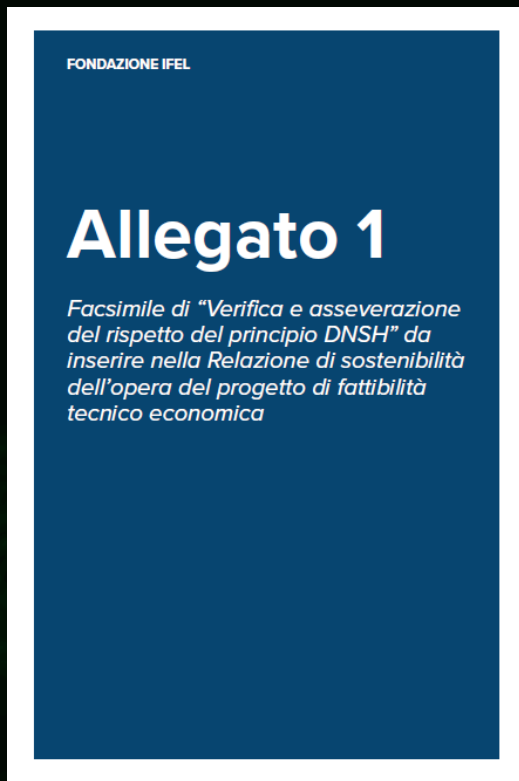 FONDAZIONE IFEL
Allegato 1
Facsimile di “Verifica e asseverazione
del rispetto del principio DNSH” da
inserire nella Relazione di sostenibilità
dell’opera del progetto di fattibilità
tecnico economica